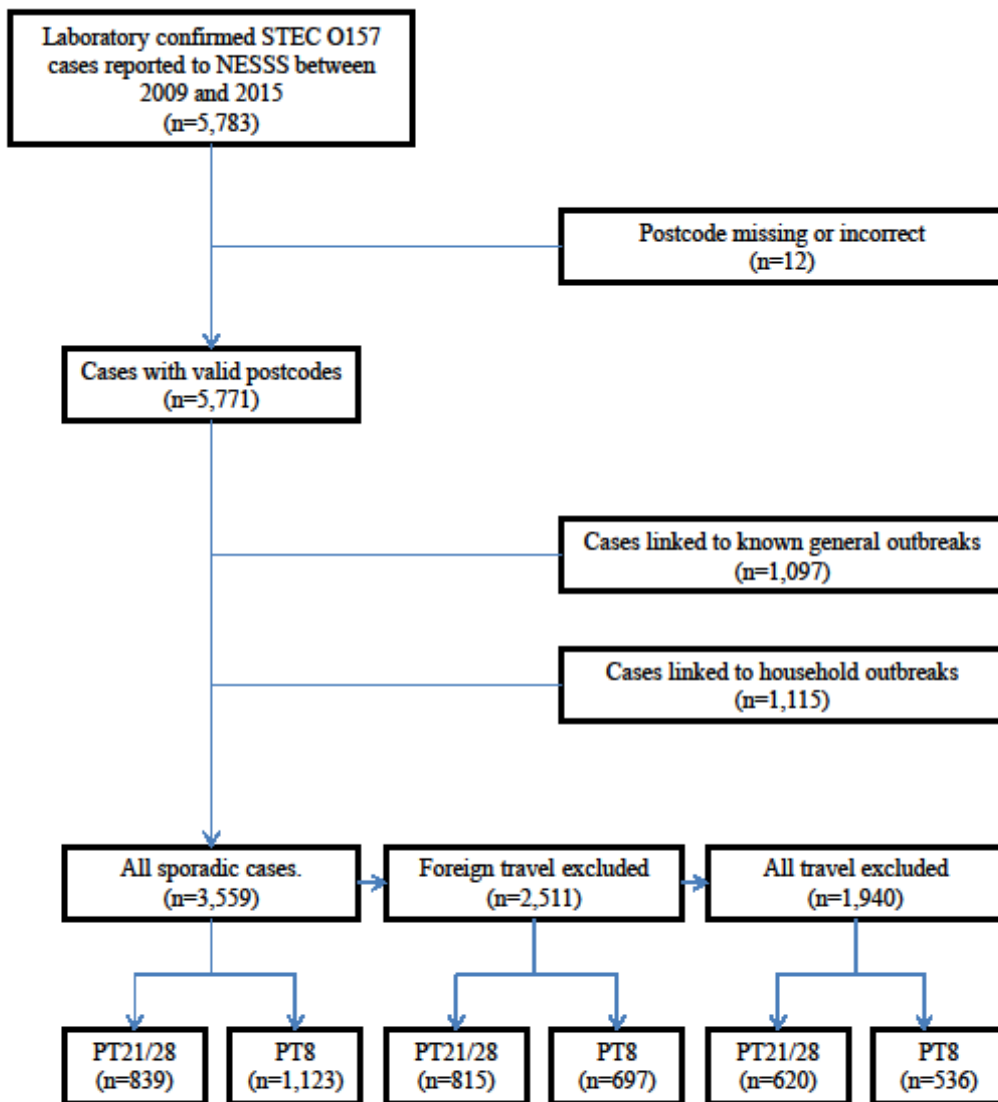 Laboratory confirmed STEC O157
cases reported to NESSS between
2009 and 2015
(n=5,783)
Postcode missing or incorrect
(n=12)
Cases with valid postcodes
(n=5,771)
Cases linked to known general outbreaks
(n=1,097)
Cases linked to household outbreaks
(n=1,115)
All sporadic cases.
(n=3,559)
Foreign travel excluded
(n=2,511)
All travel excluded
(n=1,940)
PT21/28
(n=839)
PT8
(n=1,123)
PT21/28
(n=815)
PT8
(n=697)
PT21/28
(n=620)
PT8
(n=536)